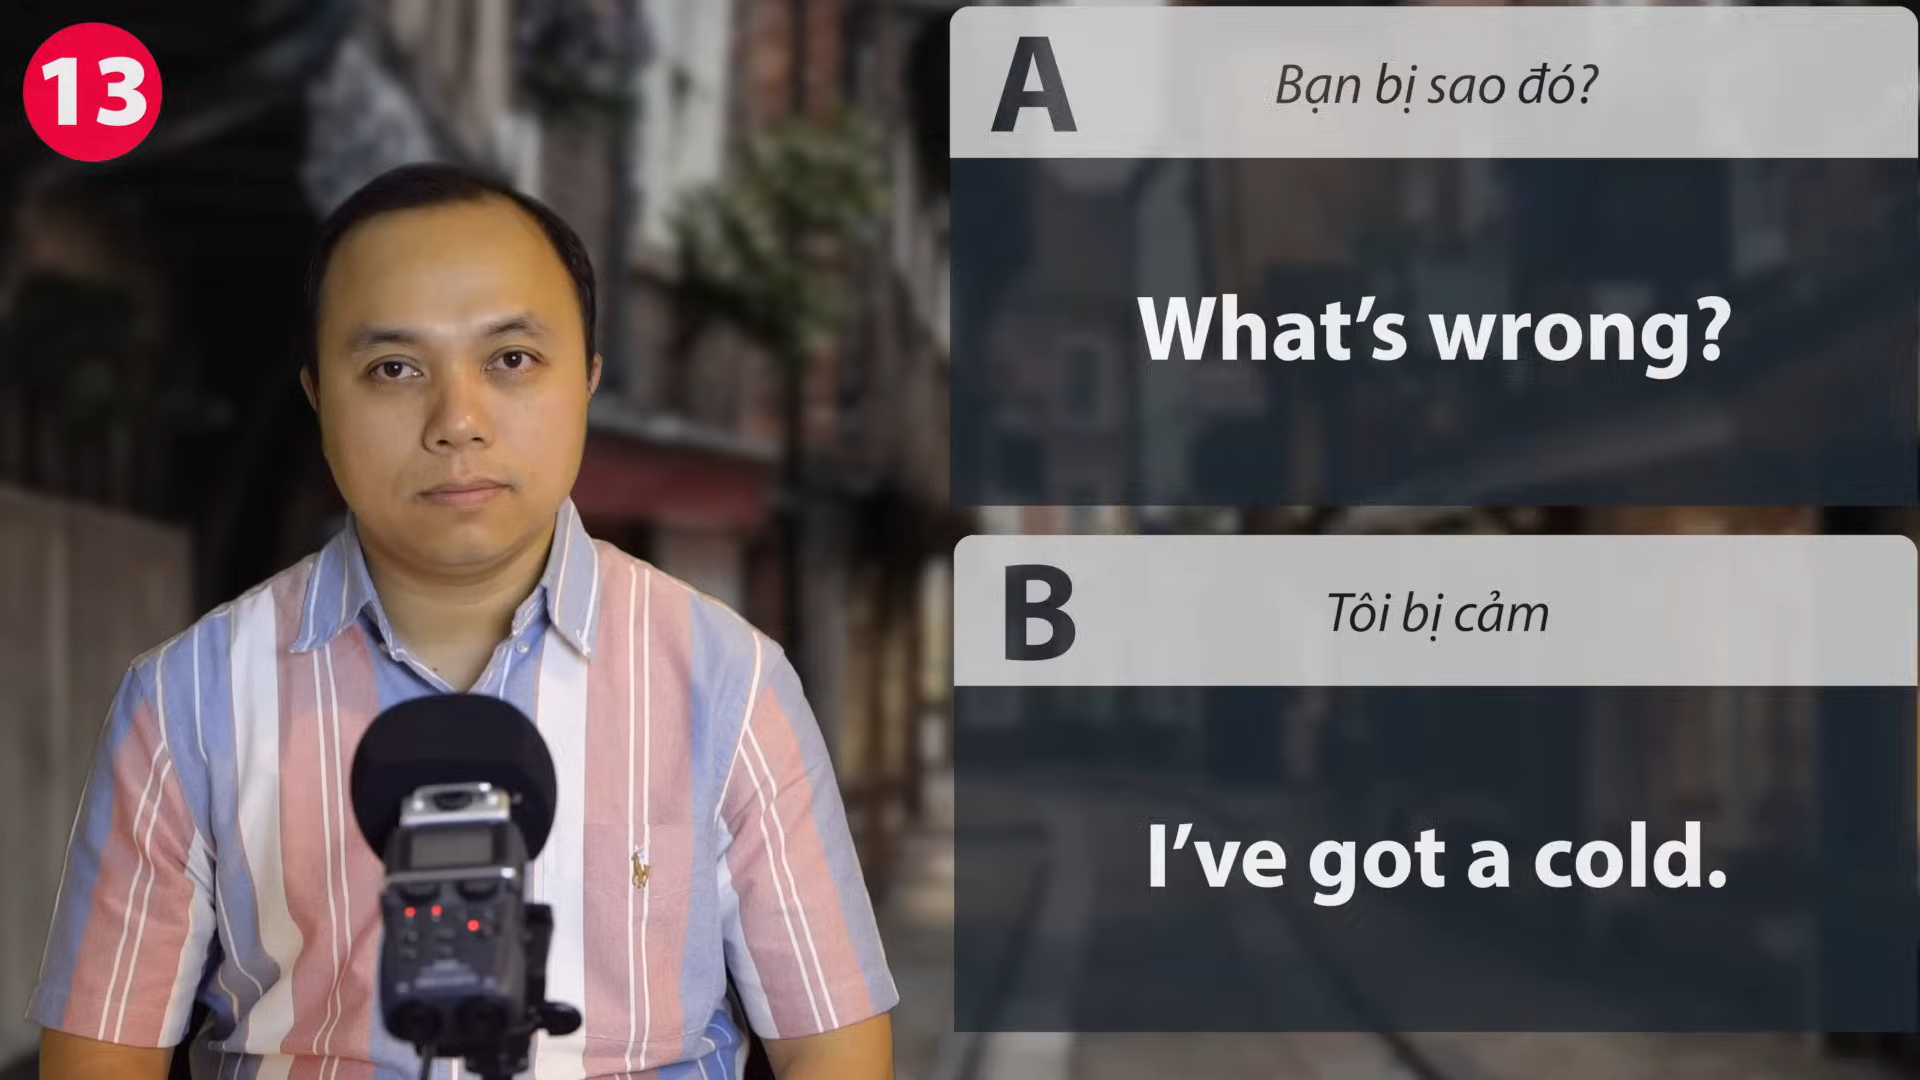 13
A
Bạn bị sao đó?
What’s wrong?
B
Tôi bị cảm
I’ve got a cold.